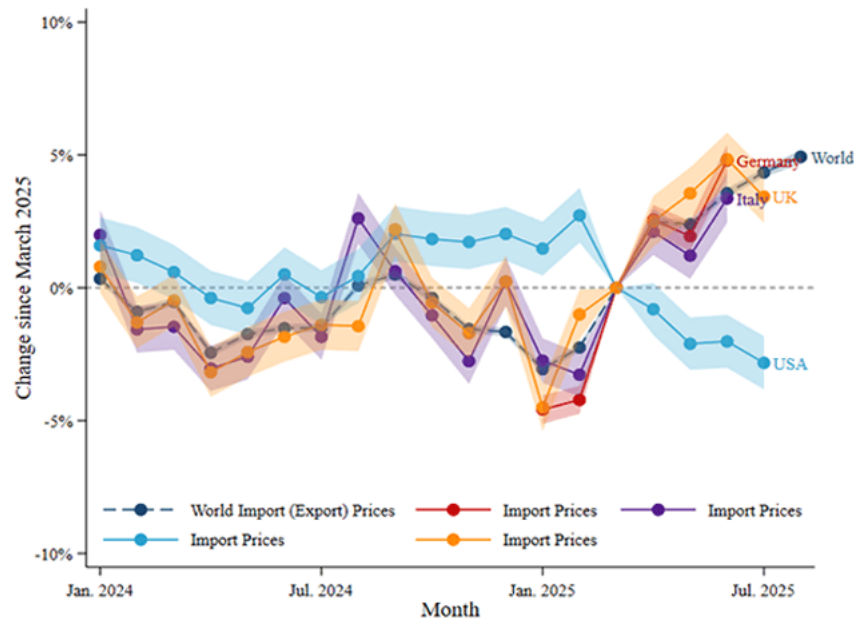 10%
5%
0%
-5%
-10%
Change since March 2025
Germany
World
Italy
UK
USA
World Import (Export) Prices
Import Prices
Import Prices
Import Prices
Import Prices
Jan. 2024
Jul. 2024
Jan. 2025
Jul. 2025
Month